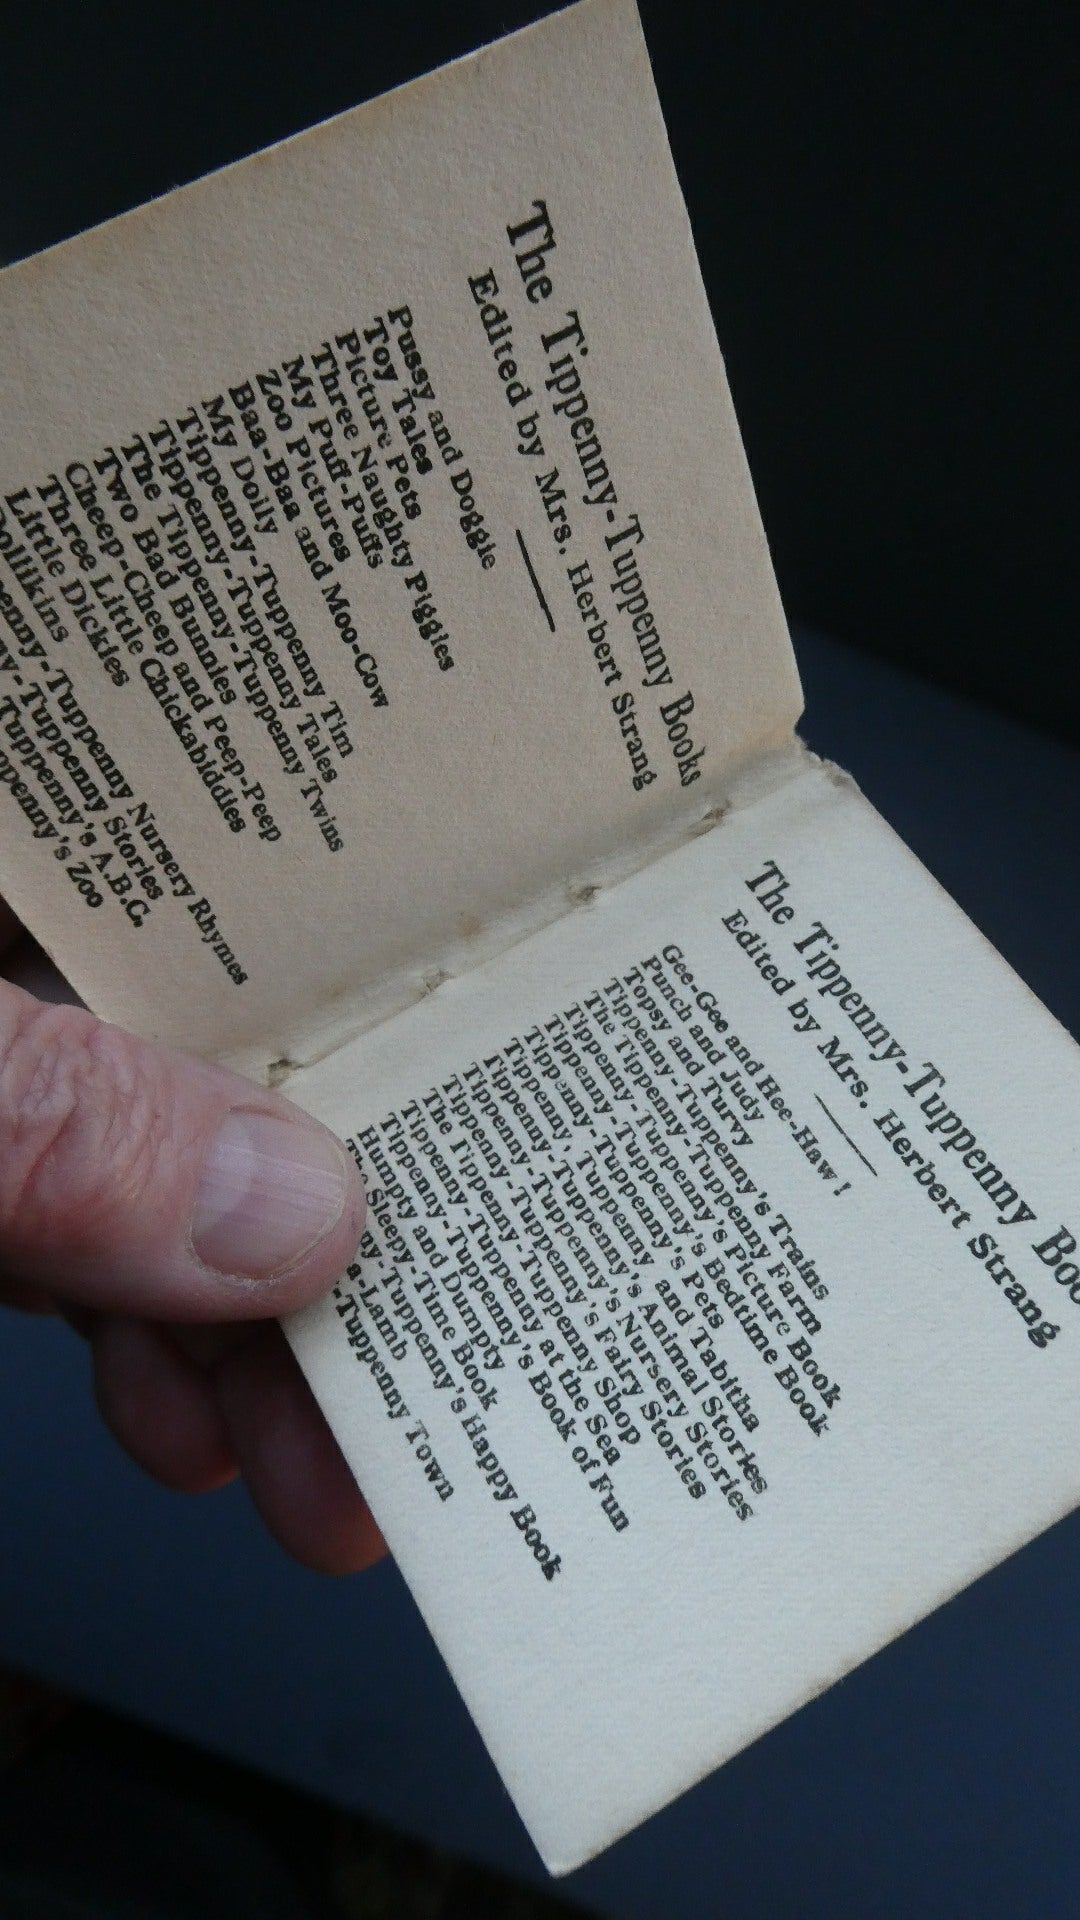 The Tippenny-Tuppenny Books
Edited by Mrs. Herbert Strang
Pussy and Doggie
Toy Tales
Picture Pets
Three Naughty Piggies
My Puff-Puffs
Zoo Pictures
Baa-Baa and Moo-Cow
My Dolly
Tippenny-Tuppenny Tim
Tippenny-Tuppenny Tales
The Tippenny-Tuppenny Twins
Two Bad Bunnies
Cheep-Cheep and Peep-Peep
Three Little Chickabiddies
Little Dickies
Dollikins
-Tuppenny Nursery Rhymes
-Tuppenny Stories
Tuppenny's A.B.C.
Zoo
The Tippenny-Tuppenny
Edited by Mrs. Herbert Strang
Gee-Gee and Hee-Haw!
Punch and Judy
Topsy and Turvy
Tippenny-Tuppenny's Trains
The Tippenny-Tuppenny Farm
Tippenny-Tuppenny's Picture Book
Tippenny-Tuppenny's Bedtime Book
Tippenny-Tuppenny's Pets
Tippenny, Tuppenny and Tabitha
Tippenny-Tuppenny's Animal Stories
Tippenny-Tuppenny's Nursery Stories
Tippenny-Tuppenny's Fairy Stories
The Tippenny-Tuppenny Shop
Tippenny-Tuppenny at the Sea
Tippenny-Tuppenny's Book of Fun
Humpty and Dumpty
The Sleepy-Time Book
-Tuppenny's Happy Book
-Lamb
-Tuppenny Town